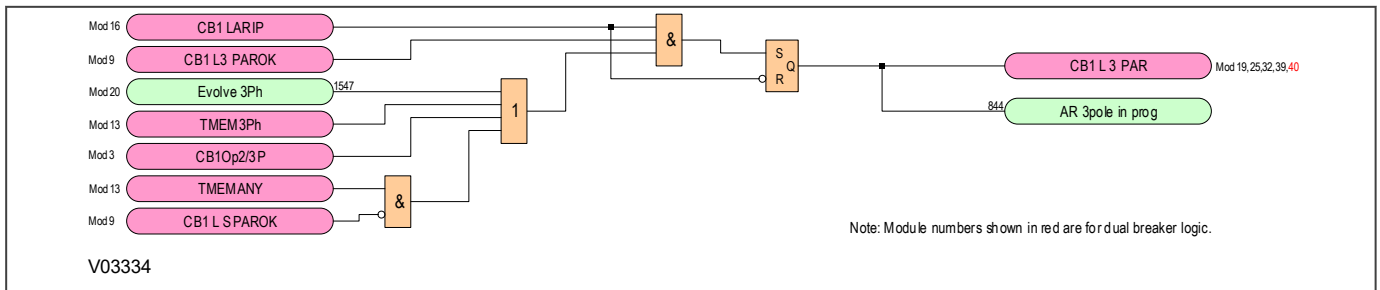 Mod 16 CB1 LARIP
Mod 9 CB1 L3 PAROK
Mod 20 Evolve 3Ph 1547
Mod 13 TMEM3Ph
Mod 3 CB1Op2/3P
Mod 13 TMEMANY
Mod 9 CB1 L SPAROK
&
1
&
S
Q
R
CB1 L 3 PAR Mod 19,25,32,39,40
844 AR 3pole in prog
Note: Module numbers shown in red are for dual breaker logic.
V03334